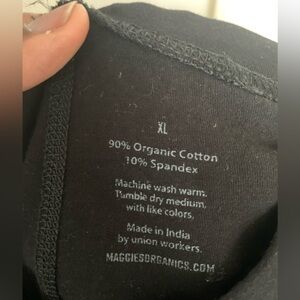 XL
90% Organic Cotton
10% Spandex
Machine wash warm.
Tumble dry medium,
with like colors.
Made in India
by union workers.
MAGGIESORGANICS.COM